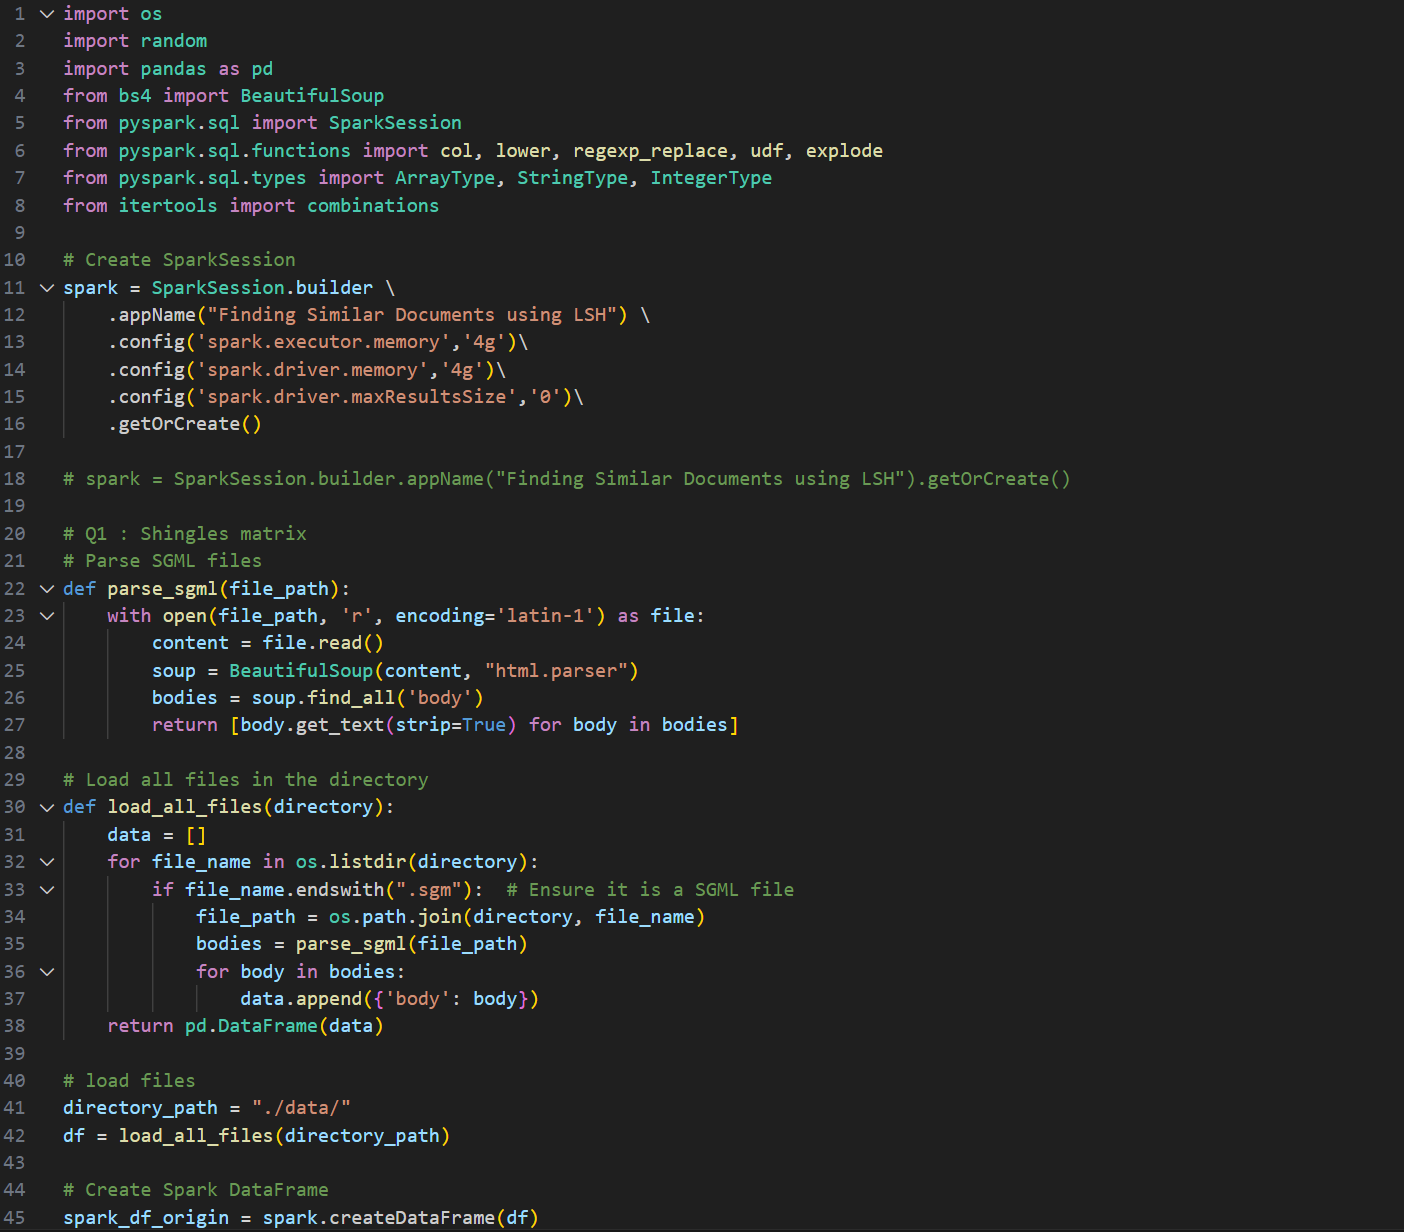 1 import os
2 import random
3 import pandas as pd
4 from bs4 import BeautifulSoup
5 from pyspark.sql import SparkSession
6 from pyspark.sql.functions import col, lower, regexp_replace, udf, explode
7 from pyspark.sql.types import ArrayType, StringType, IntegerType
8 from itertools import combinations
9
10 # Create SparkSession
11 spark = SparkSession.builder \
12     .appName("Finding Similar Documents using LSH") \
13     .config('spark.executor.memory','4g')\
14     .config('spark.driver.memory','4g')\
15     .config('spark.driver.maxResultsSize','0')\
16     .getOrCreate()
17
18 # spark = SparkSession.builder.appName("Finding Similar Documents using LSH").getOrCreate()
19
20 # Q1 : Shingles matrix
21 # Parse SGML files
22 def parse_sgml(file_path):
23     with open(file_path, 'r', encoding='latin-1') as file:
24         content = file.read()
25         soup = BeautifulSoup(content, "html.parser")
26         bodies = soup.find_all('body')
27         return [body.get_text(strip=True) for body in bodies]
28
29 # Load all files in the directory
30 def load_all_files(directory):
31     data = []
32     for file_name in os.listdir(directory):
33         if file_name.endswith(".sgm"):  # Ensure it is a SGML file
34             file_path = os.path.join(directory, file_name)
35             bodies = parse_sgml(file_path)
36             for body in bodies:
37                 data.append({'body': body})
38     return pd.DataFrame(data)
39
40 # load files
41 directory_path = "./data/"
42 df = load_all_files(directory_path)
43
44 # Create Spark DataFrame
45 spark_df_origin = spark.createDataFrame(df)